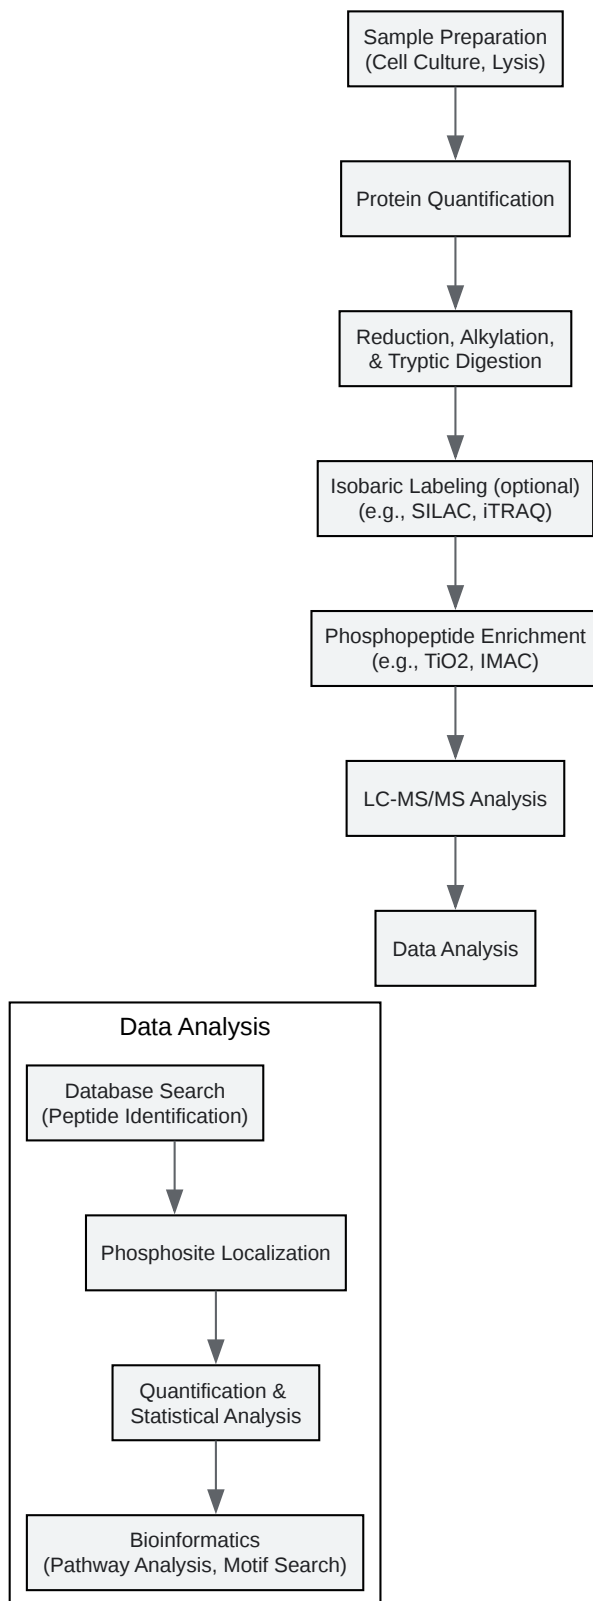 Sample Preparation
(Cell Culture, Lysis)
Protein Quantification
Reduction, Alkylation,
& Tryptic Digestion
Isobaric Labeling (optional)
(e.g., SILAC, iTRAQ)
Phosphopeptide Enrichment
(e.g., TiO2, IMAC)
LC-MS/MS Analysis
Data Analysis
Data Analysis
Database Search
(Peptide Identification)
Phosphosite Localization
Quantification &
Statistical Analysis
Bioinformatics
(Pathway Analysis, Motif Search)